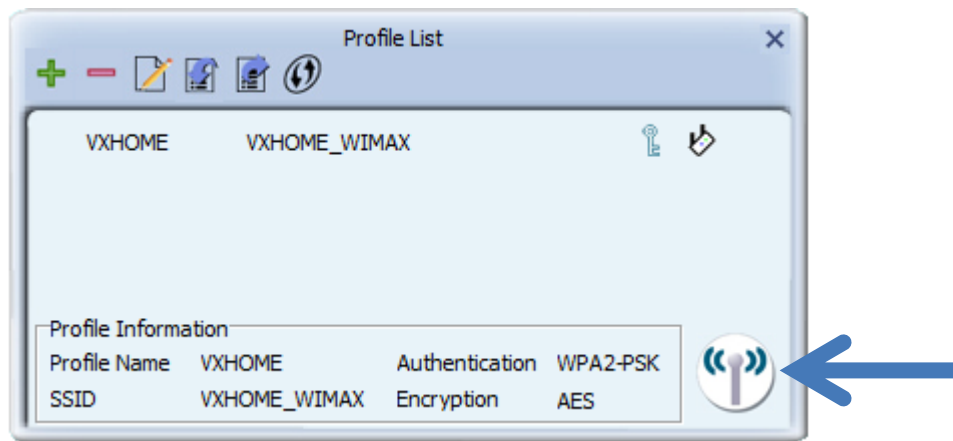 Profile List
VXHOME VXHOME_WIMAX
Profile Information
Profile Name VXHOME Authentication WPA2-PSK
SSID VXHOME_WIMAX Encryption AES